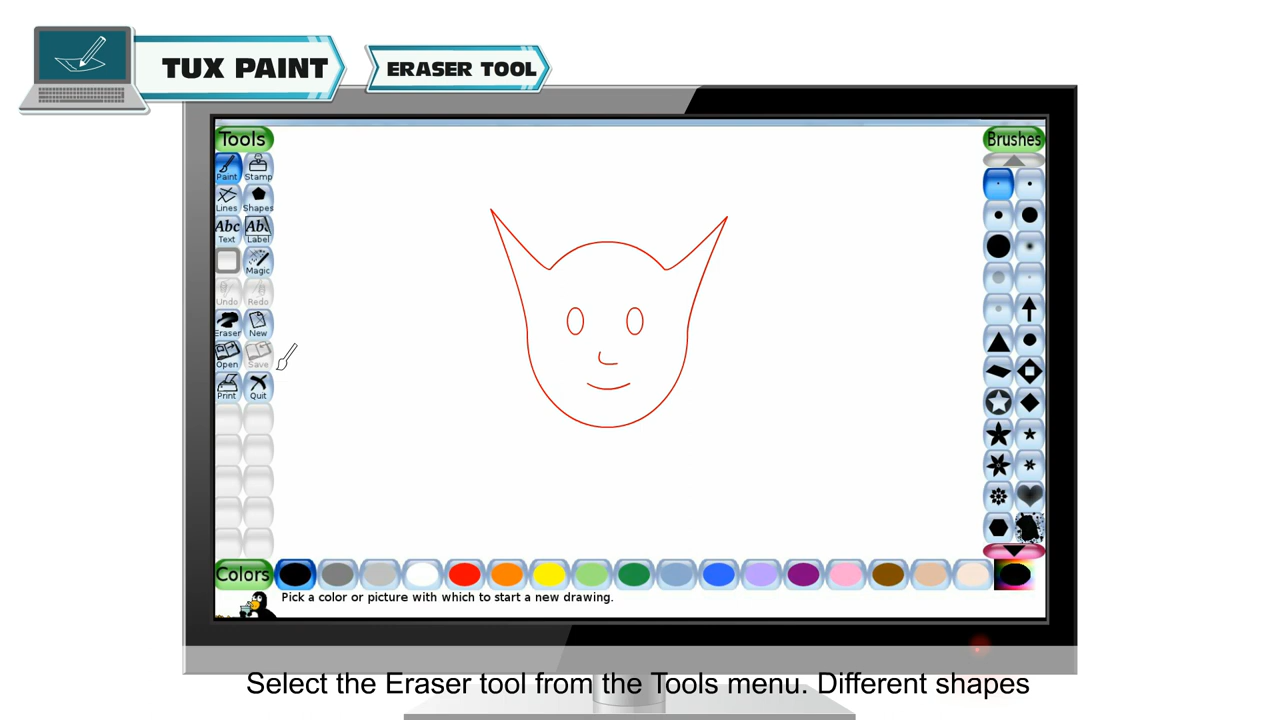 TUX PAINT
ERASER TOOL
Tools
Brushes
Paint
Stamp
Lines
Shapes
Abc
Text
Label
Magic
Undo
Redo
Eraser
New
Open
Save
Print
Quit
Colors
Pick a color or picture with which to start a new drawing.
Select the Eraser tool from the Tools menu. Different shapes